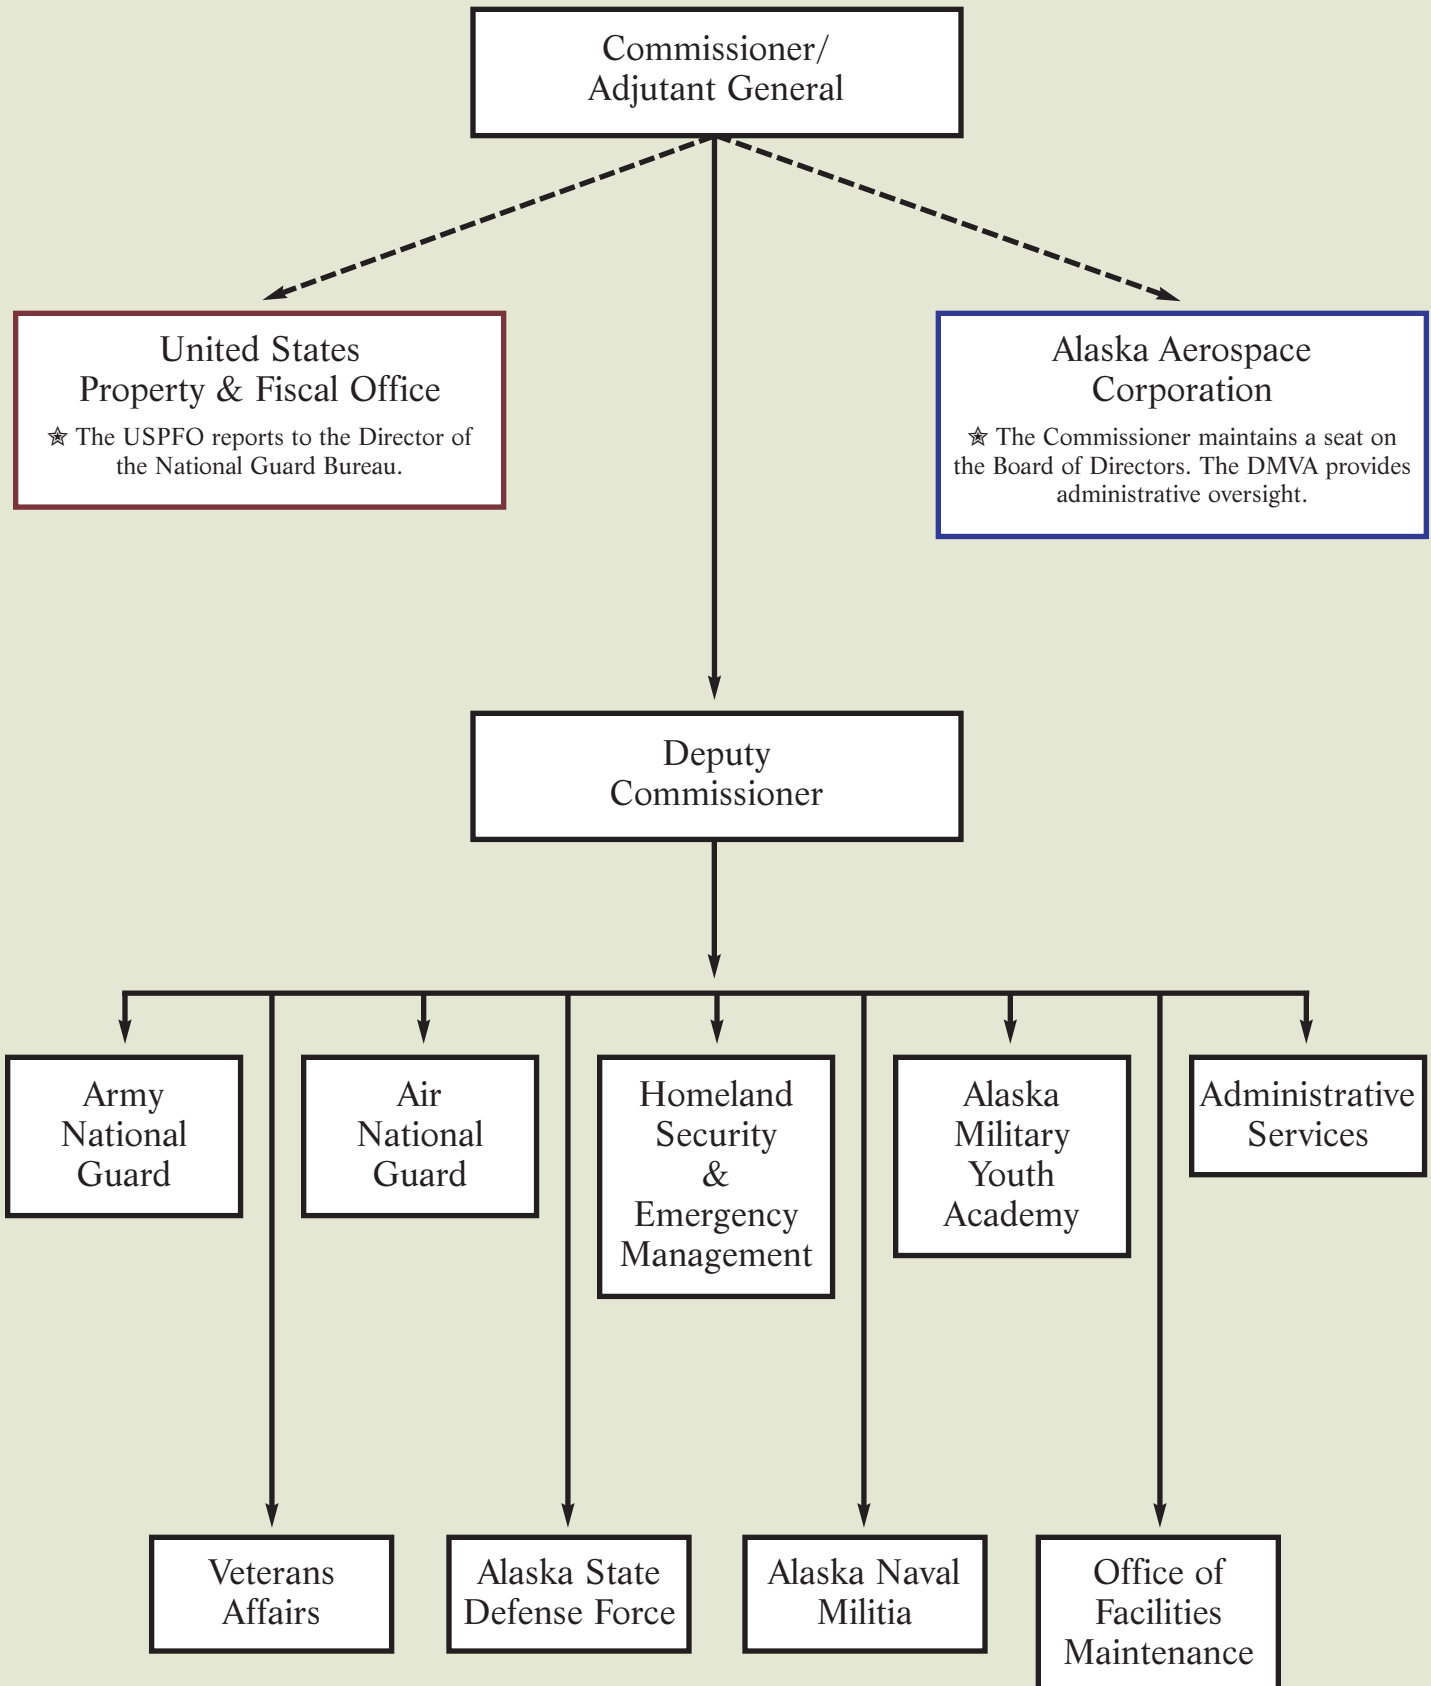 Commissioner/
Adjutant General
United States
Property & Fiscal Office
✯ The USPFO reports to the Director of
the National Guard Bureau.
Alaska Aerospace
Corporation
✯ The Commissioner maintains a seat on
the Board of Directors. The DMVA provides
administrative oversight.
Deputy
Commissioner
Army
National
Guard
Air
National
Guard
Homeland
Security
&
Emergency
Management
Alaska
Military
Youth
Academy
Administrative
Services
Veterans
Affairs
Alaska State
Defense Force
Alaska Naval
Militia
Office of
Facilities
Maintenance